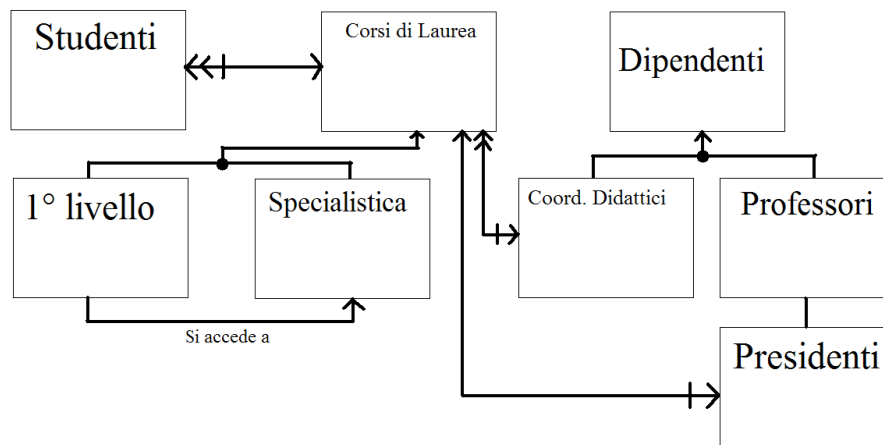 Studenti
Corsi di Laurea
Dipendenti
1° livello
Specialistica
Coord. Didattici
Professori
Si accede a
Presidenti